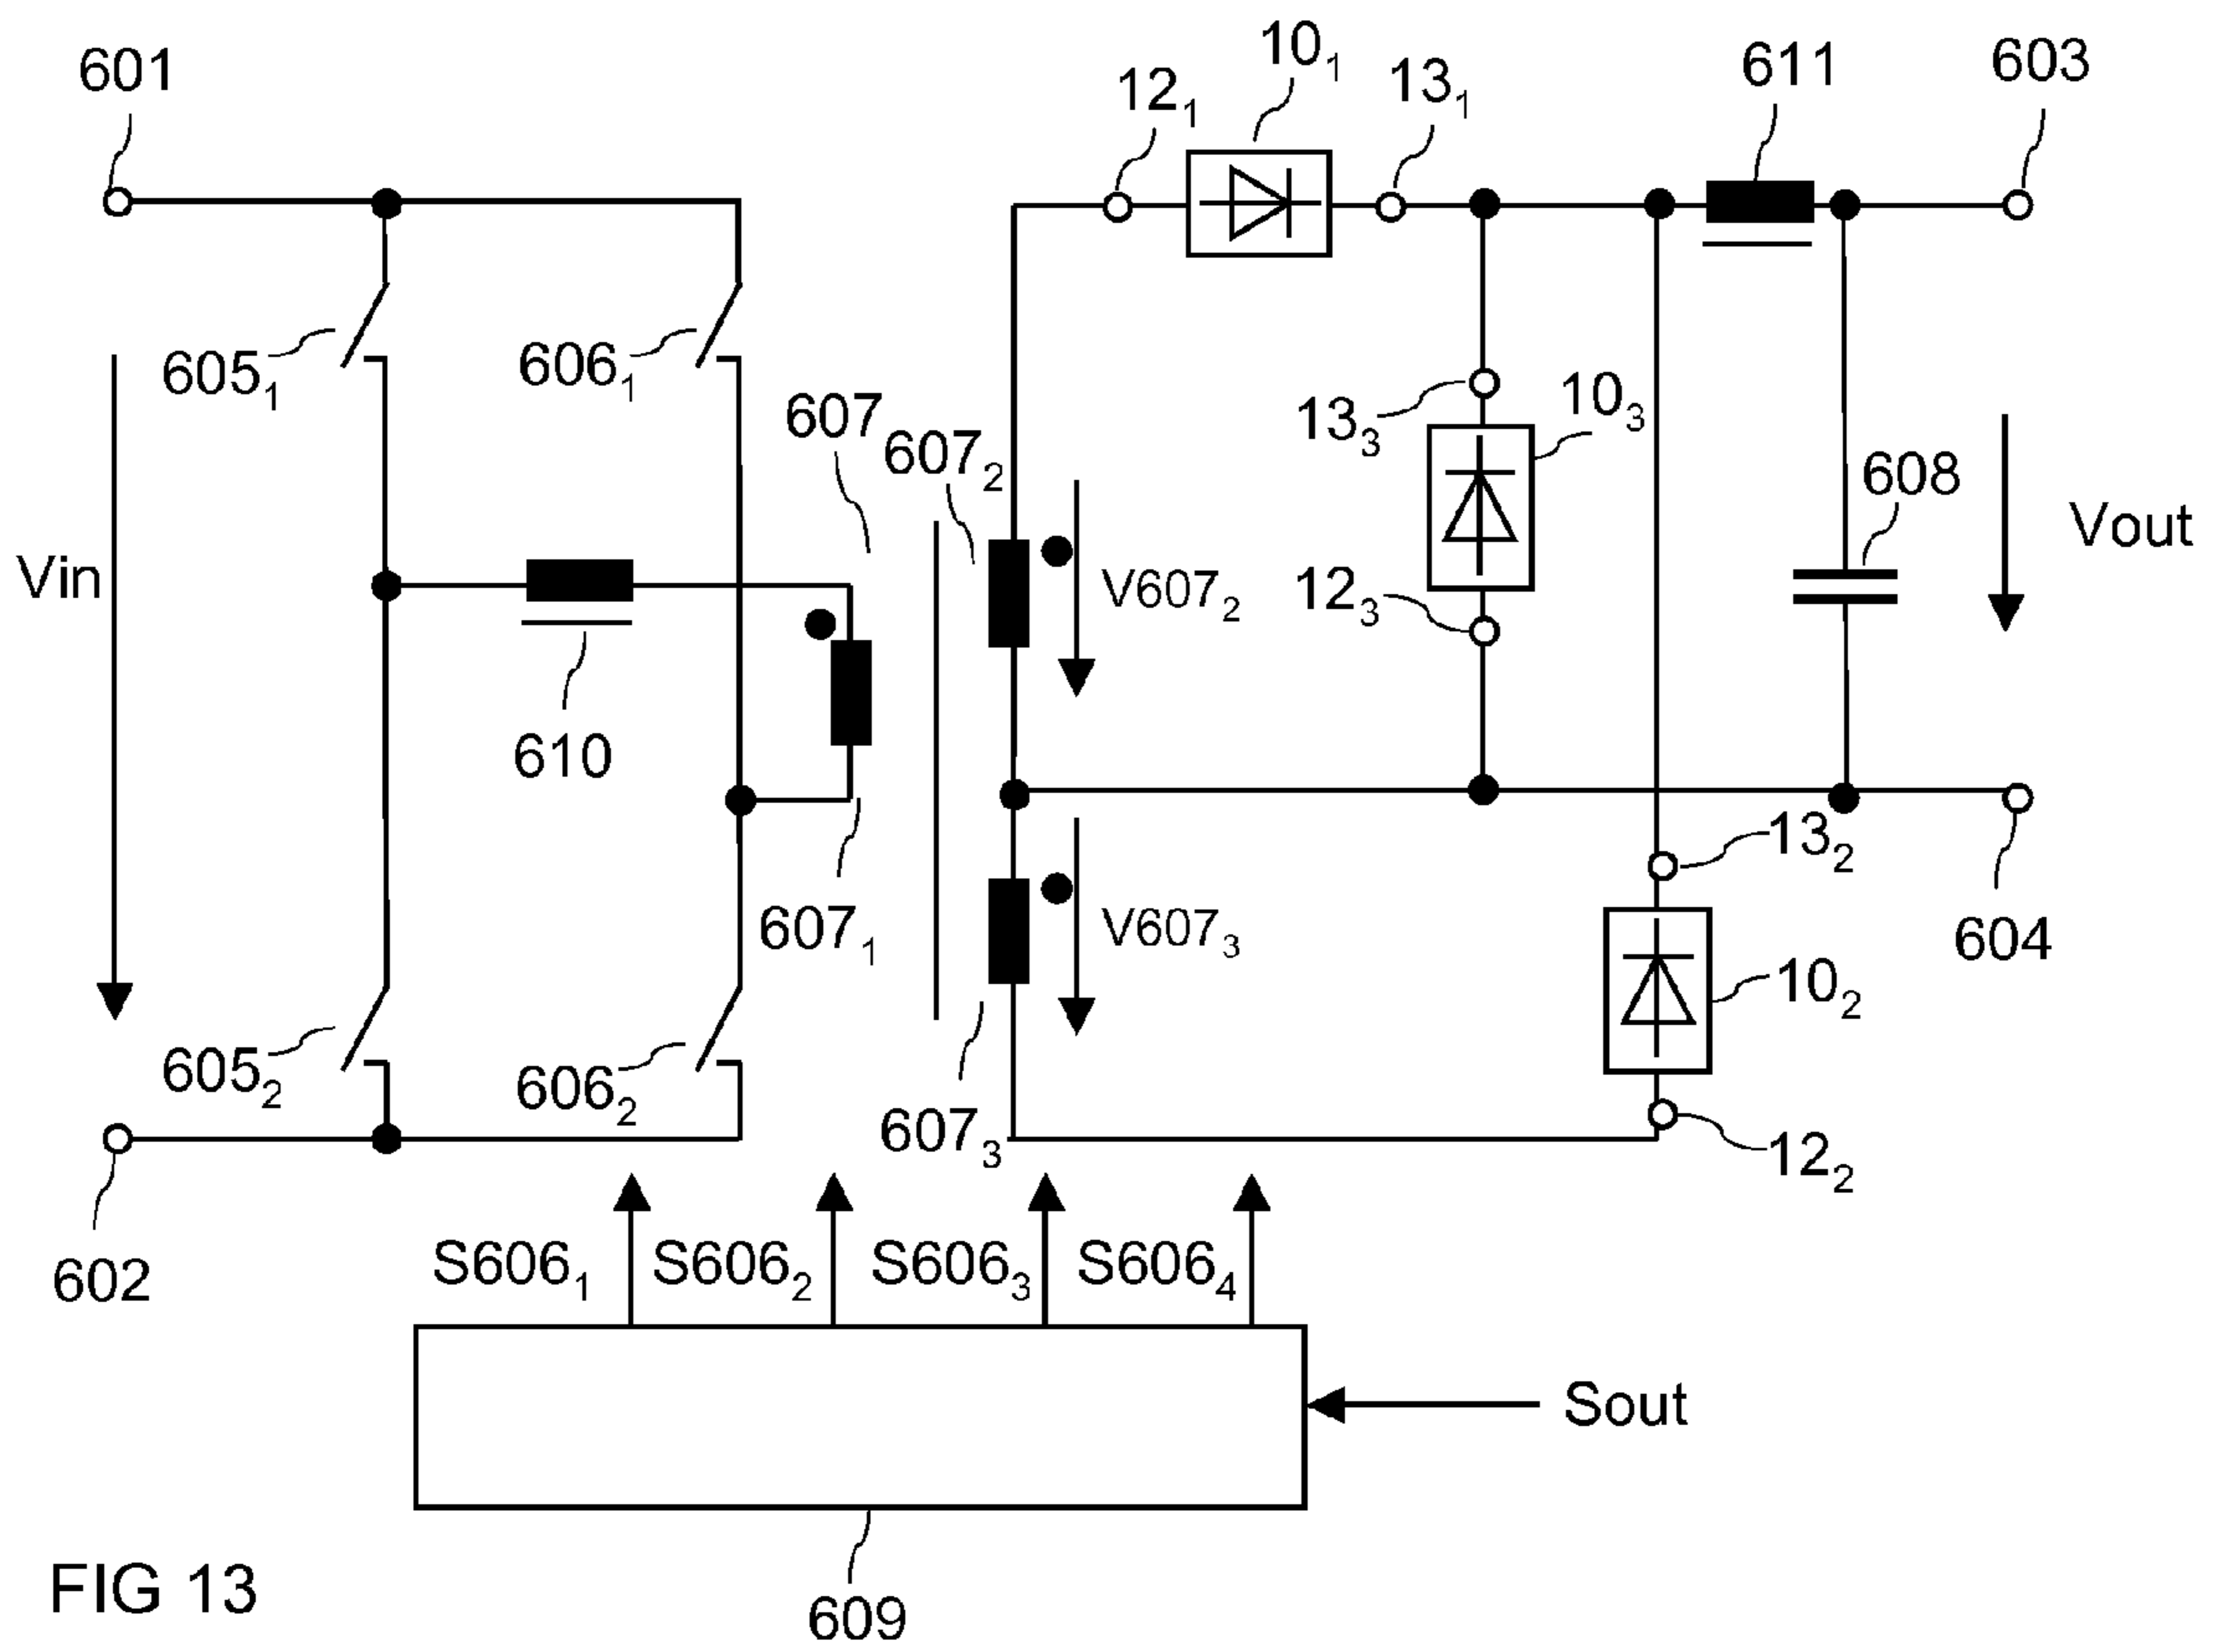 601
12₁
10₁
13₁
611
603
605₁
606₁
607
607₂
13₃
10₃
608
Vin
V607₂
12₃
Vout
610
13₂
607₁
V607₃
604
10₂
605₂
606₂
607₃
12₂
602
S606₁
S606₂
S606₃
S606₄
Sout
FIG 13
609